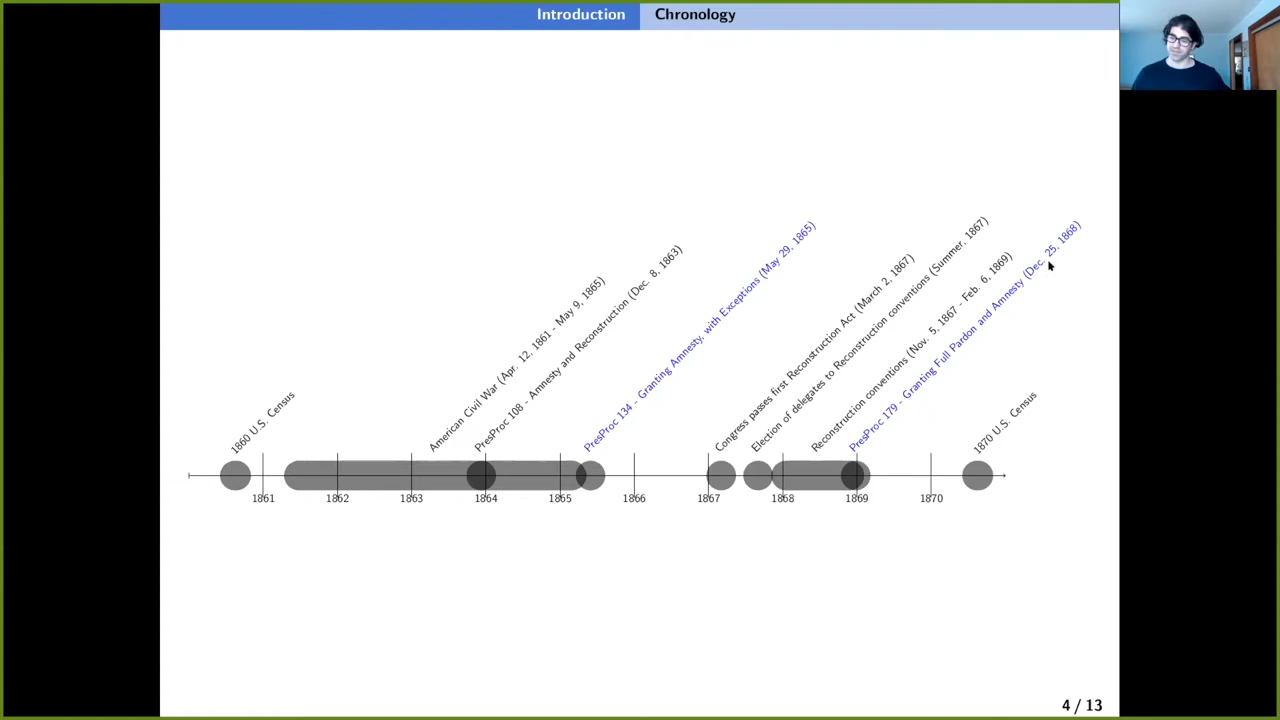 Introduction Chronology
1860 U.S. Census
American Civil War (Apr. 12, 1861 - May 9, 1865)
PresProc 108 - Amnesty and Reconstruction (Dec. 8, 1863)
PresProc 134 - Granting Amnesty, with Exceptions (May 29, 1865)
Congress passes first Reconstruction Act (March 2, 1867)
Election of delegates to Reconstruction conventions (Summer, 1867)
Reconstruction conventions (Nov. 5, 1867 - Feb. 6, 1869)
PresProc 179 - Granting Full Pardon and Amnesty (Dec. 25, 1868)
1870 U.S. Census
1861 1862 1863 1864 1865 1866 1867 1868 1869 1870
4 / 13